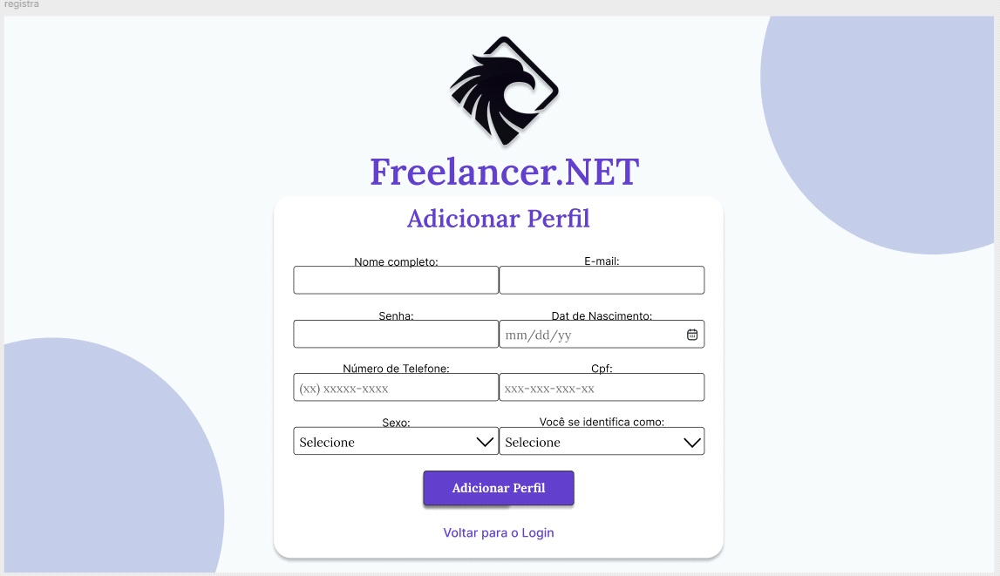 registra
Freelancer.NET
Adicionar Perfil
Nome completo: E-mail:
Senha: Dat de Nascimento:
mm/dd/yy
Número de Telefone: Cpf:
(xx) xxxxx-xxxx xxx-xxx-xxx-xx
Sexo: Você se identifica como:
Selecione Selecione
Adicionar Perfil
Voltar para o Login